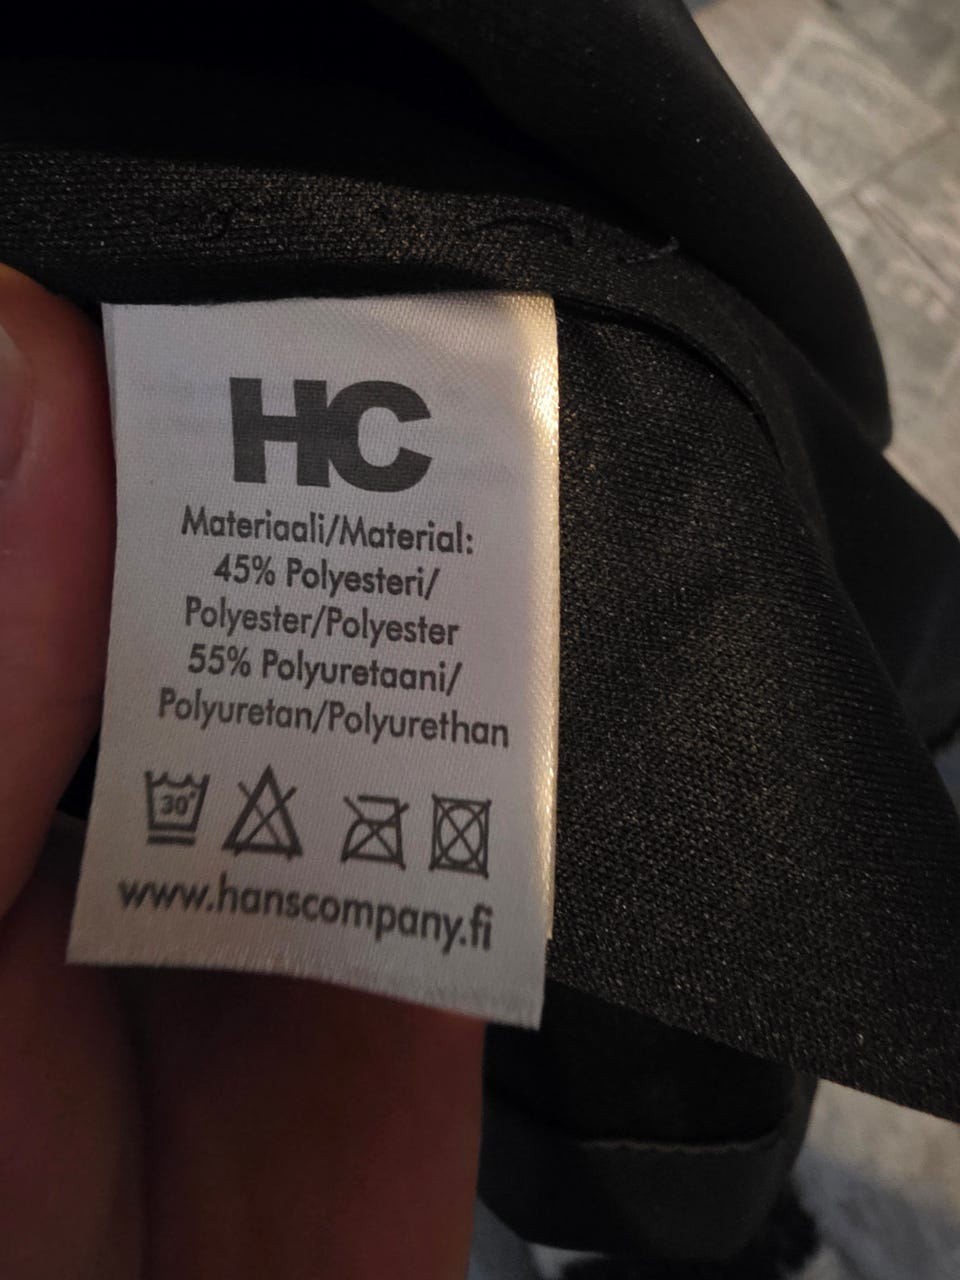 HC
Materiaali/Material:
45% Polyesteri/
Polyester/Polyester
55% Polyuretaani/
Polyuretan/Polyurethan
30°
www.hanscompany.fi